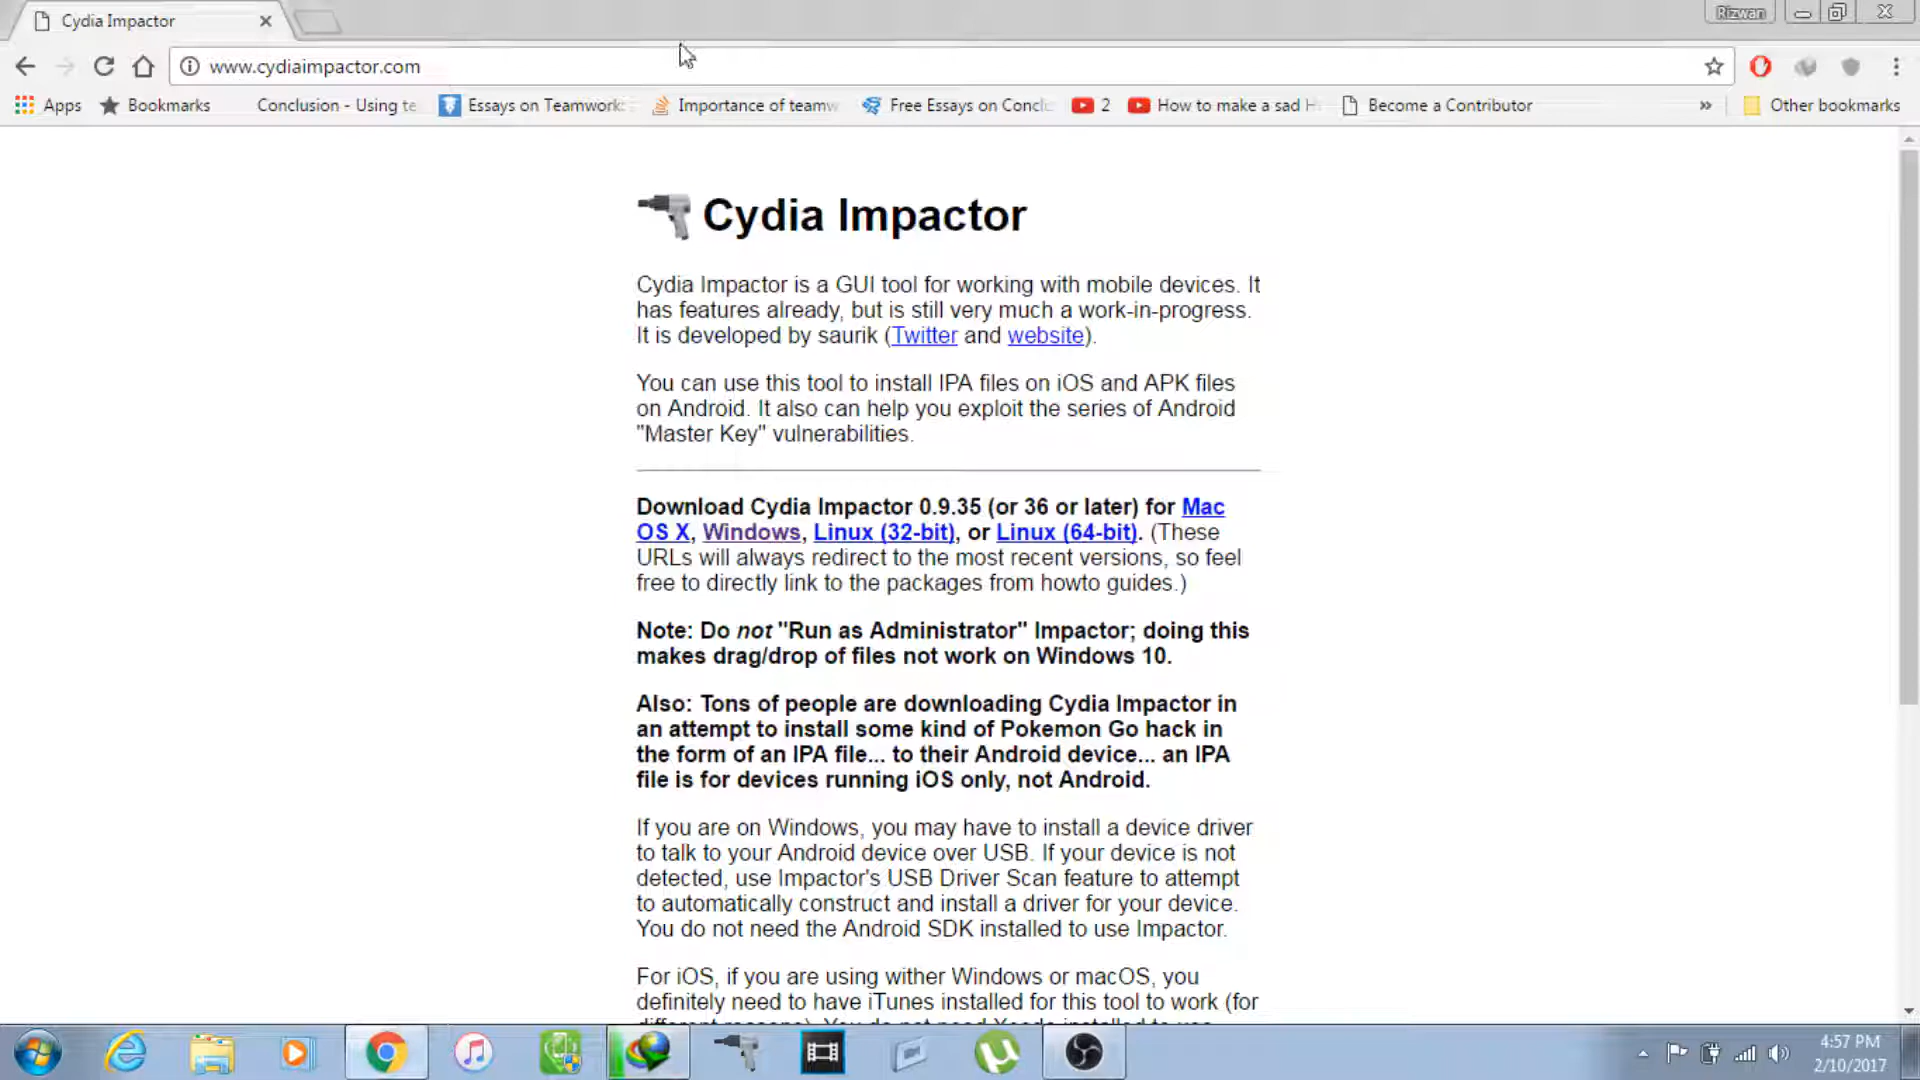 Cydia Impactor
Rizwan
www.cydiaimpactor.com
Apps Bookmarks Conclusion - Using te Essays on Teamwork: Importance of teamw Free Essays on Conclu 2 How to make a sad H Become a Contributor » Other bookmarks
Cydia Impactor
Cydia Impactor is a GUI tool for working with mobile devices. It
has features already, but is still very much a work-in-progress.
It is developed by saurik (Twitter and website).
You can use this tool to install IPA files on iOS and APK files
on Android. It also can help you exploit the series of Android
"Master Key" vulnerabilities.
Download Cydia Impactor 0.9.35 (or 36 or later) for Mac
OS X, Windows, Linux (32-bit), or Linux (64-bit). (These
URLs will always redirect to the most recent versions, so feel
free to directly link to the packages from howto guides.)
Note: Do not "Run as Administrator" Impactor; doing this
makes drag/drop of files not work on Windows 10.
Also: Tons of people are downloading Cydia Impactor in
an attempt to install some kind of Pokemon Go hack in
the form of an IPA file... to their Android device... an IPA
file is for devices running iOS only, not Android.
If you are on Windows, you may have to install a device driver
to talk to your Android device over USB. If your device is not
detected, use Impactor's USB Driver Scan feature to attempt
to automatically construct and install a driver for your device.
You do not need the Android SDK installed to use Impactor.
For iOS, if you are using wither Windows or macOS, you
definitely need to have iTunes installed for this tool to work (for
4:57 PM
2/10/2017